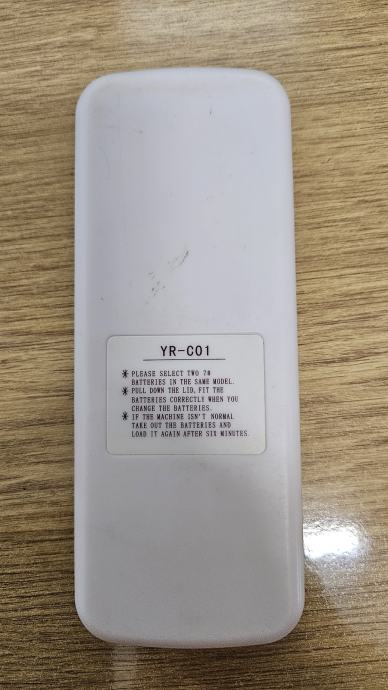 YR-C01
* PLEASE SELECT TWO 7#
BATTERIES IN THE SAME MODEL.
* PULL DOWN THE LID, FIT THE
BATTERIES CORRECTLY WHEN YOU
CHANGE THE BATTERIES.
* IF THE MACHINE ISN'T NORMAL
TAKE OUT THE BATTERIES AND
LOAD IT AGAIN AFTER SIX MINUTES.